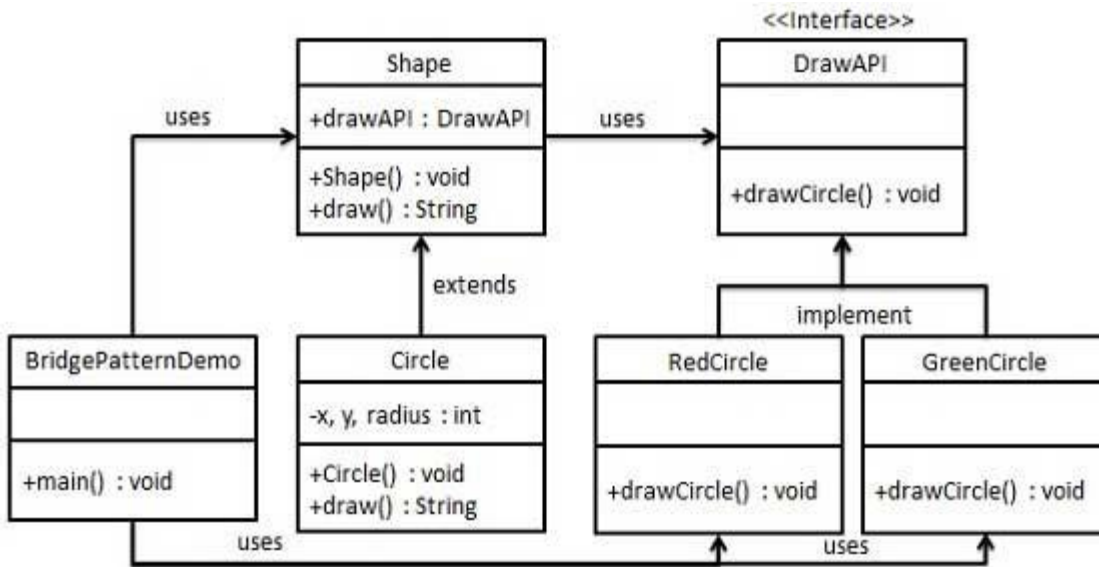 <<Interface>>
Shape
+drawAPI : DrawAPI
+Shape() : void
+draw() : String
uses
uses
DrawAPI
+drawCircle() : void
extends
implement
BridgePatternDemo
+main() : void
Circle
-x, y, radius : int
+Circle() : void
+draw() : String
RedCircle
+drawCircle() : void
GreenCircle
+drawCircle() : void
uses
uses